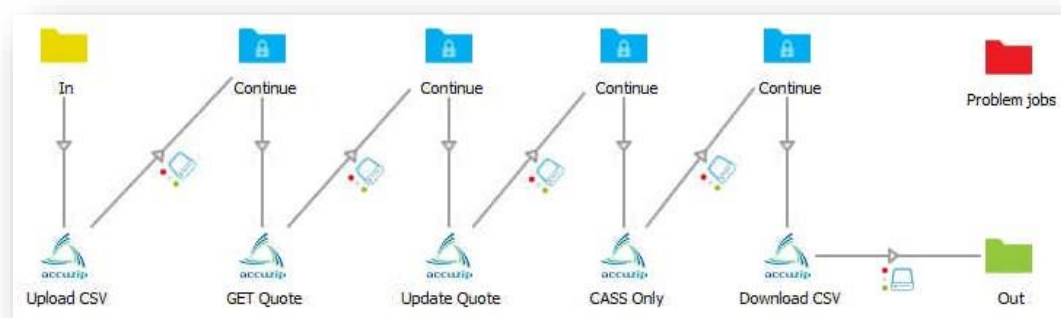 In
Continue
Continue
Continue
Continue
Problem jobs
accuzip
accuzip
accuzip
accuzip
accuzip
Upload CSV
GET Quote
Update Quote
CASS Only
Download CSV
Out